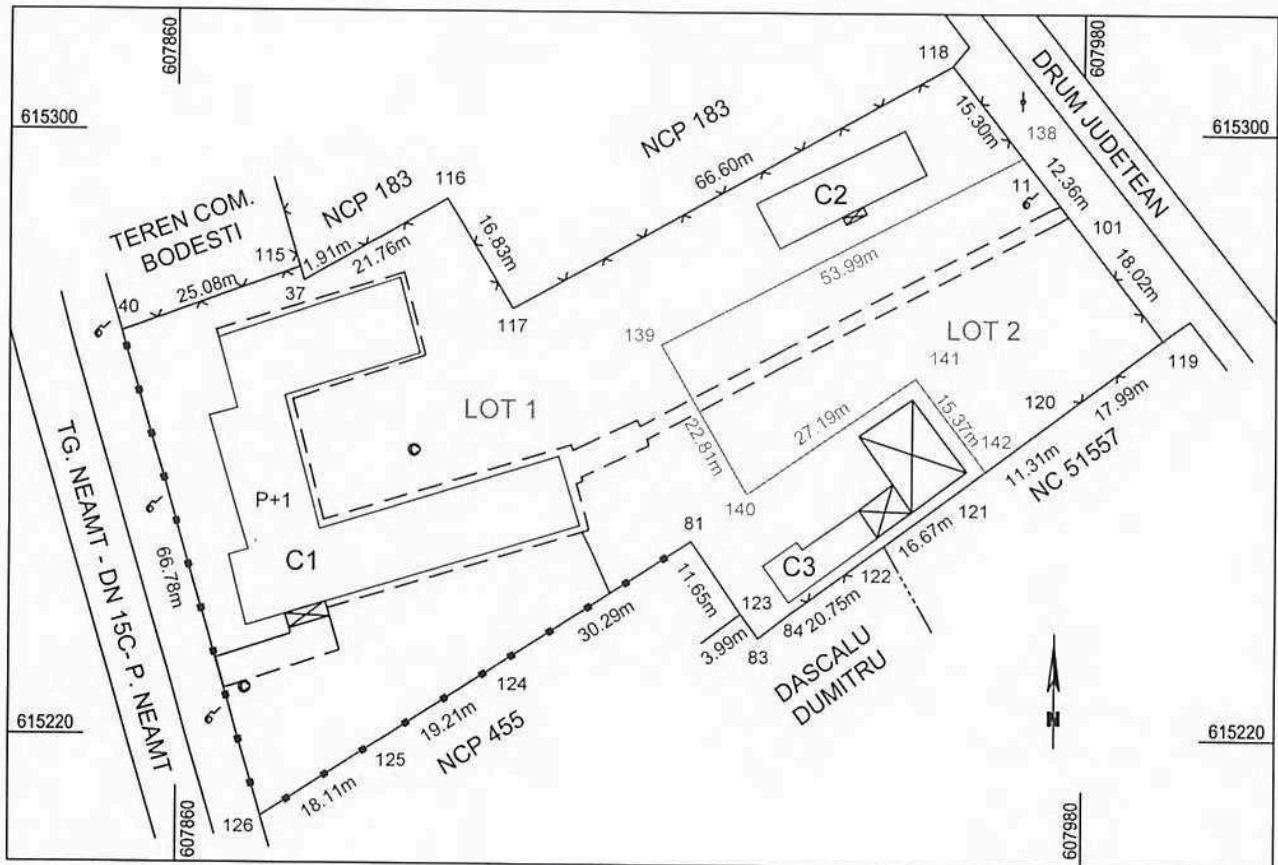 607860
607980
118
DRUM JUDETEAN
615300
615300
NCP 183
15.30m
138
66.60m
116
NCP 183
TEREN COM.
BODESTI
C2
12.36m
11
115
1.91m
21.76m
16.83m
101
25.08m
37
53.99m
18.02m
40
117
139
LOT 2
141
119
LOT 1
27.19m
15.37m
120
17.99m
22.81m
142
11.31m
NC 51557
TG. NEAMT - DN 15C- P. NEAMT
P+1
140
121
81
16.67m
C1
66.78m
11.65m
C3
122
123
84
20.75m
30.29m
3.99m
83
DASCALU
DUMITRU
124
N
19.21m
NCP 455
615220
615220
125
18.11m
126
607860
607980